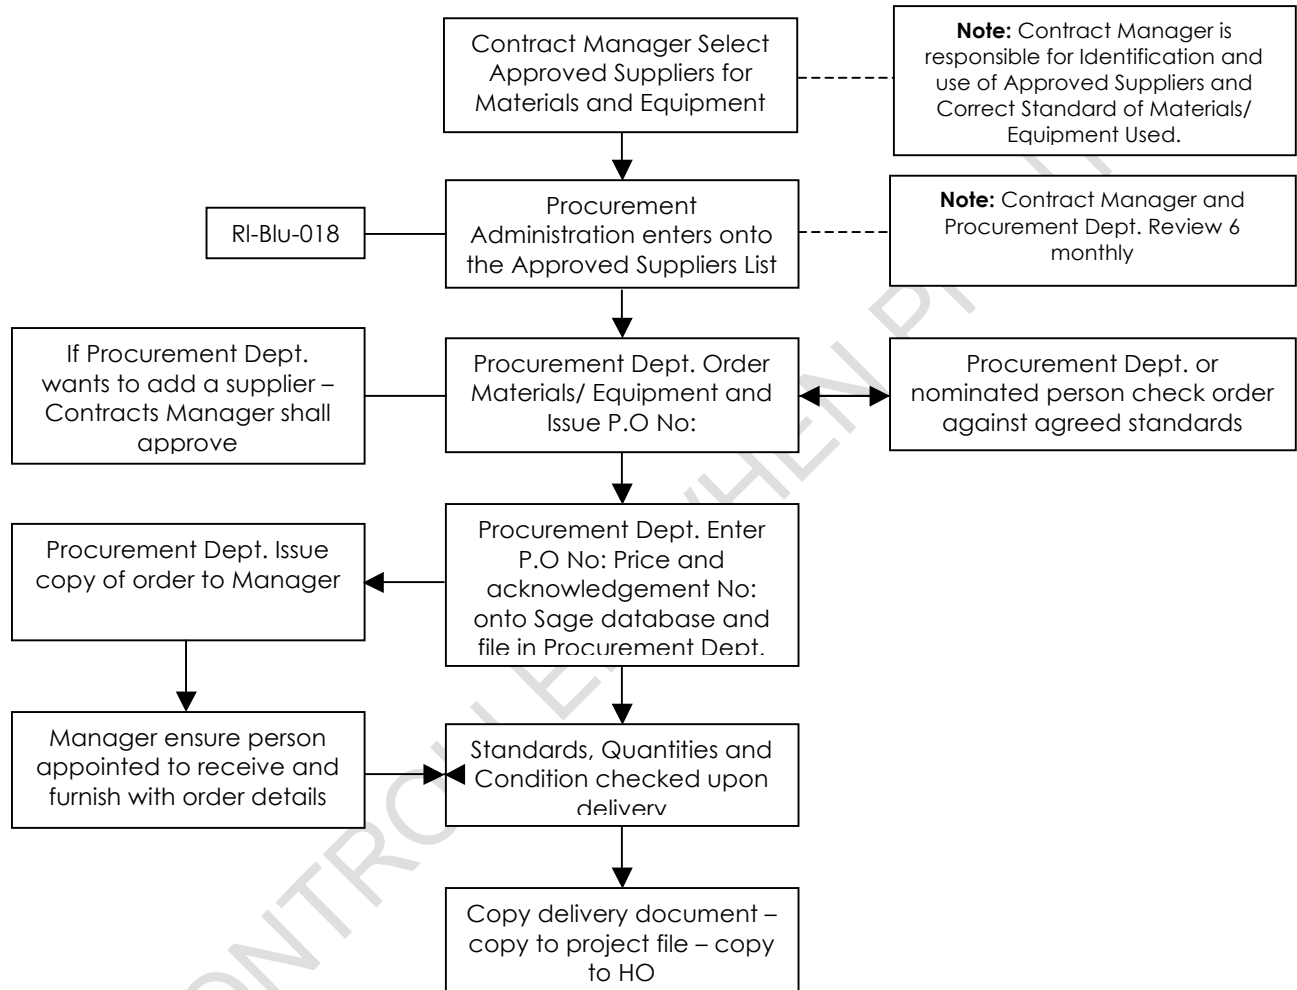 Contract Manager Select
Approved Suppliers for
Materials and Equipment
Note: Contract Manager is
responsible for Identification and
use of Approved Suppliers and
Correct Standard of Materials/
Equipment Used.
Rl-Blu-018
Procurement
Administration enters onto
the Approved Suppliers List
Note: Contract Manager and
Procurement Dept. Review 6
monthly
If Procurement Dept.
wants to add a supplier –
Contracts Manager shall
approve
Procurement Dept. Order
Materials/ Equipment and
Issue P.O No:
Procurement Dept. or
nominated person check order
against agreed standards
Procurement Dept. Issue
copy of order to Manager
Procurement Dept. Enter
P.O No: Price and
acknowledgement No:
onto Sage database and
file in Procurement Dept.
Manager ensure person
appointed to receive and
furnish with order details
Standards, Quantities and
Condition checked upon
delivery
Copy delivery document –
copy to project file – copy
to HO